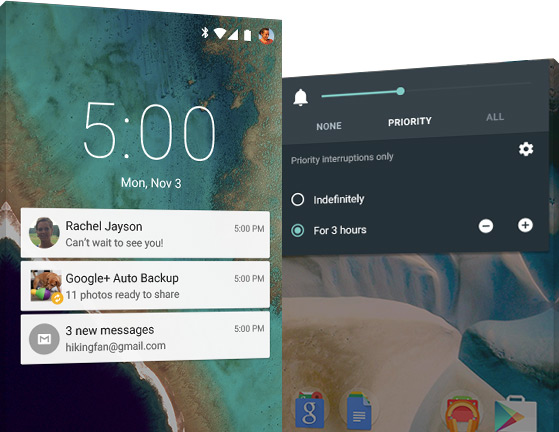 5:00
Mon, Nov 3
Rachel Jayson
5:00 PM
Can't wait to see you!
Google+ Auto Backup
5:00 PM
11 photos ready to share
3 new messages
5:00 PM
hikingfan@gmail.com
NONE
PRIORITY
ALL
Priority interruptions only
Indefinitely
For 3 hours
g